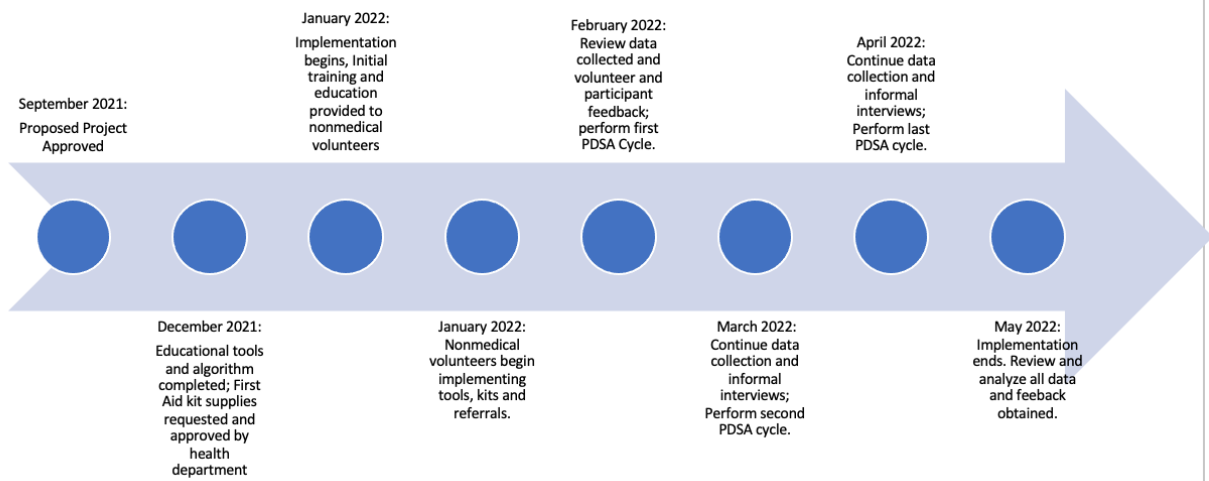 September 2021:
Proposed Project
Approved
December 2021:
Educational tools
and algorithm
completed; First
Aid kit supplies
requested and
approved by
health
department
January 2022:
Implementation
begins, Initial
training and
education
provided to
nonmedical
volunteers
January 2022:
Nonmedical
volunteers begin
implementing
tools, kits and
referrals.
February 2022:
Review data
collected and
volunteer and
participant
feedback;
perform first
PDSA Cycle.
March 2022:
Continue data
collection and
informal
interviews;
Perform second
PDSA cycle.
April 2022:
Continue data
collection and
informal
interviews;
Perform last
PDSA cycle.
May 2022:
Implementation
ends. Review and
analyze all data
and feeback
obtained.